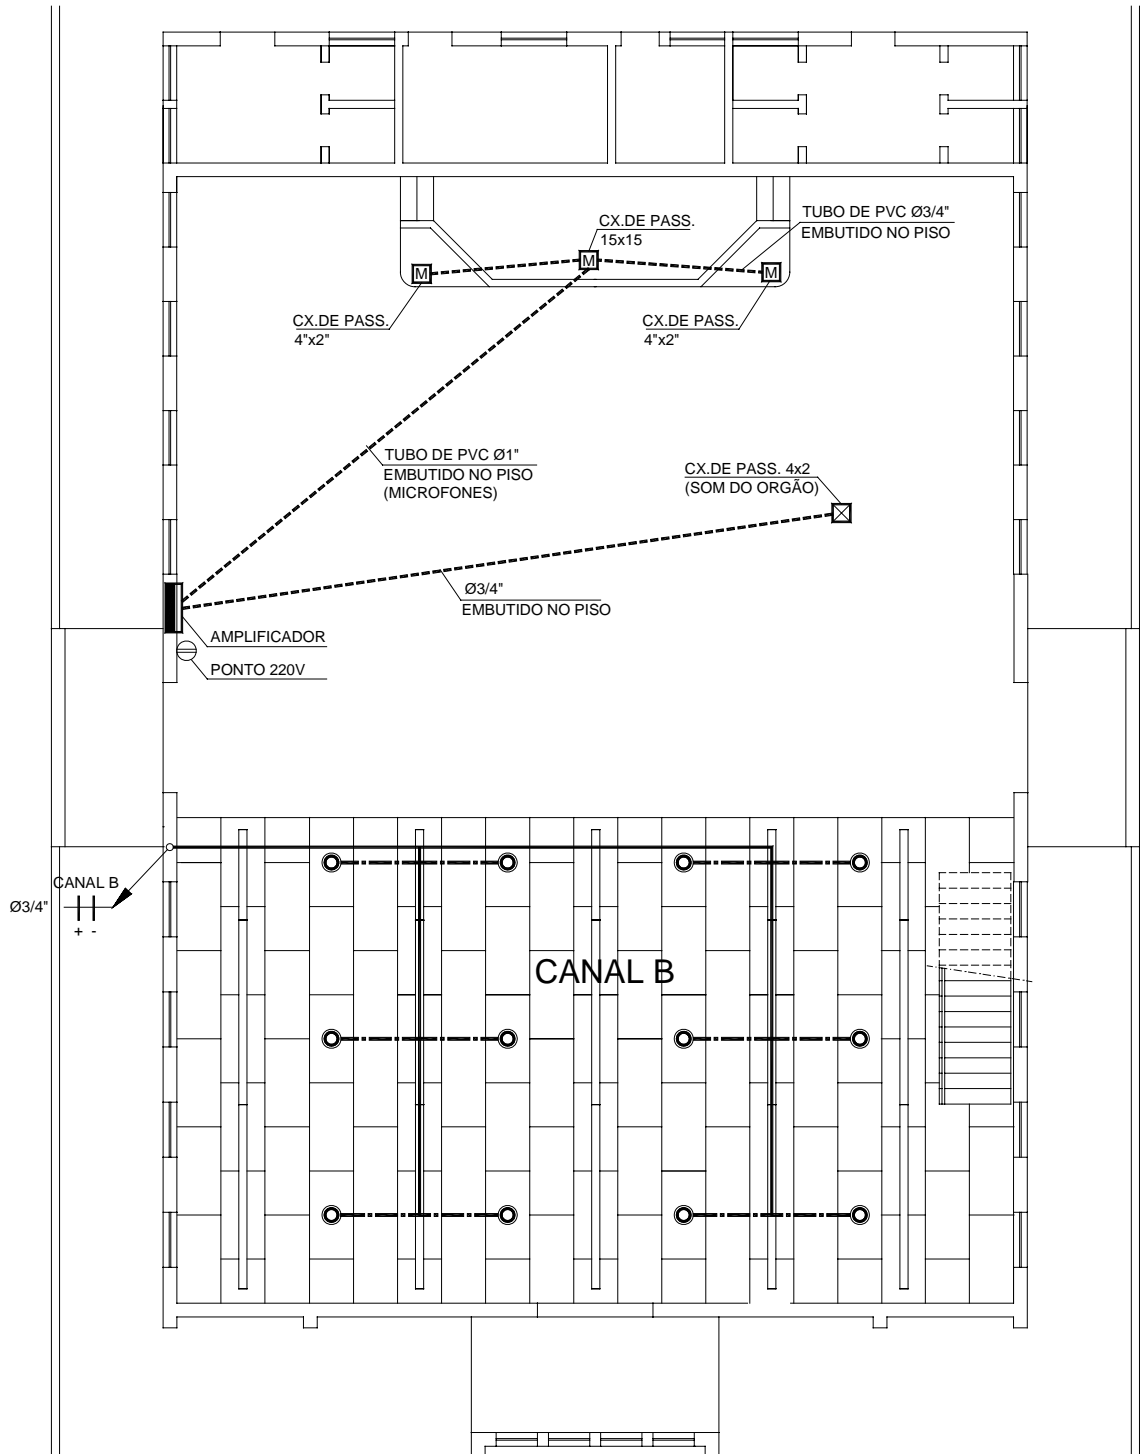 CX.DE PASS.
15x15
TUBO DE PVC Ø3/4"
EMBUTIDO NO PISO
M
M
M
CX.DE PASS.
4"x2"
CX.DE PASS.
4"x2"
TUBO DE PVC Ø1"
EMBUTIDO NO PISO
(MICROFONES)
CX.DE PASS. 4x2
(SOM DO ORGÃO)
Ø3/4"
EMBUTIDO NO PISO
AMPLIFICADOR
PONTO 220V
CANAL B
Ø3/4"
+ -
CANAL B